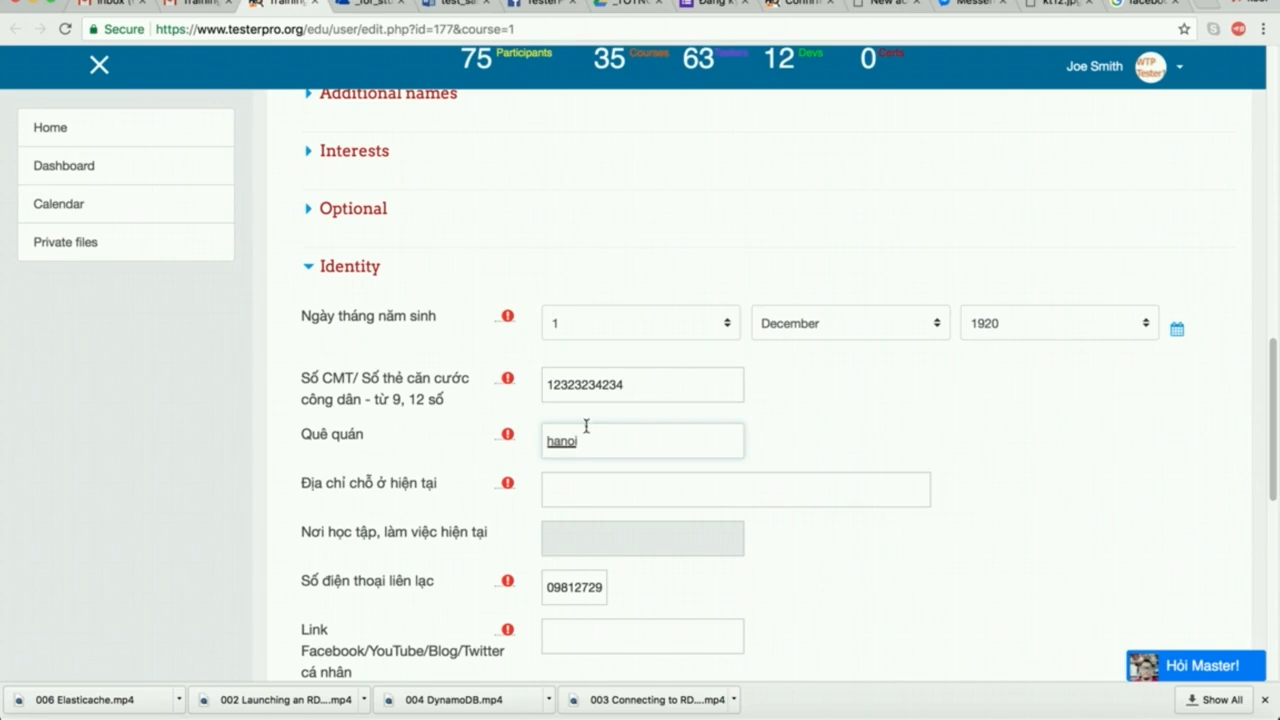 Secure https://www.testerpro.org/edu/user/edit.php?id=177&course=1
75 Participants 35 Courses 63 Testers 12 Devs 0
Joe Smith
WTP
Tester
Home
Dashboard
Calendar
Private files
Additional names
Interests
Optional
Identity
Ngày tháng năm sinh 1 December 1920
Số CMT/ Số thẻ căn cước
công dân - từ 9, 12 số
12323234234
Quê quán hanoi
Địa chỉ chỗ ở hiện tại
Nơi học tập, làm việc hiện tại
Số điện thoại liên lạc 09812729
Link
Facebook/YouTube/Blog/Twitter
cá nhân
Hỏi Master!
006 Elasticache.mp4 002 Launching an RD....mp4 004 DynamoDB.mp4 003 Connecting to RD....mp4 Show All